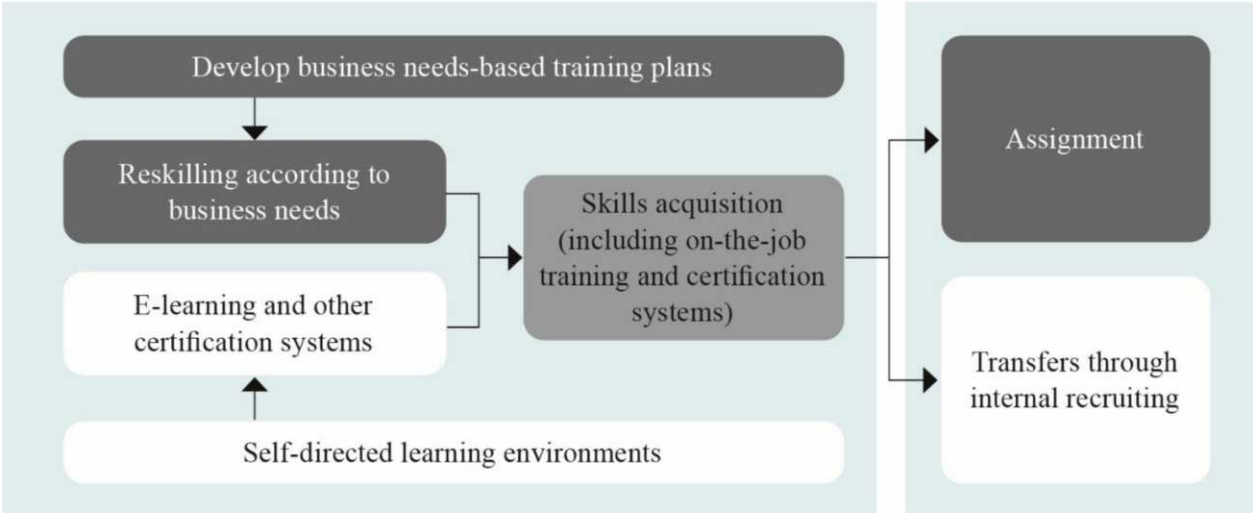 Develop business needs-based training plans
Reskilling according to
business needs
E-learning and other
certification systems
Self-directed learning environments
Skills acquisition
(including on-the-job
training and certification
systems)
Assignment
Transfers through
internal recruiting